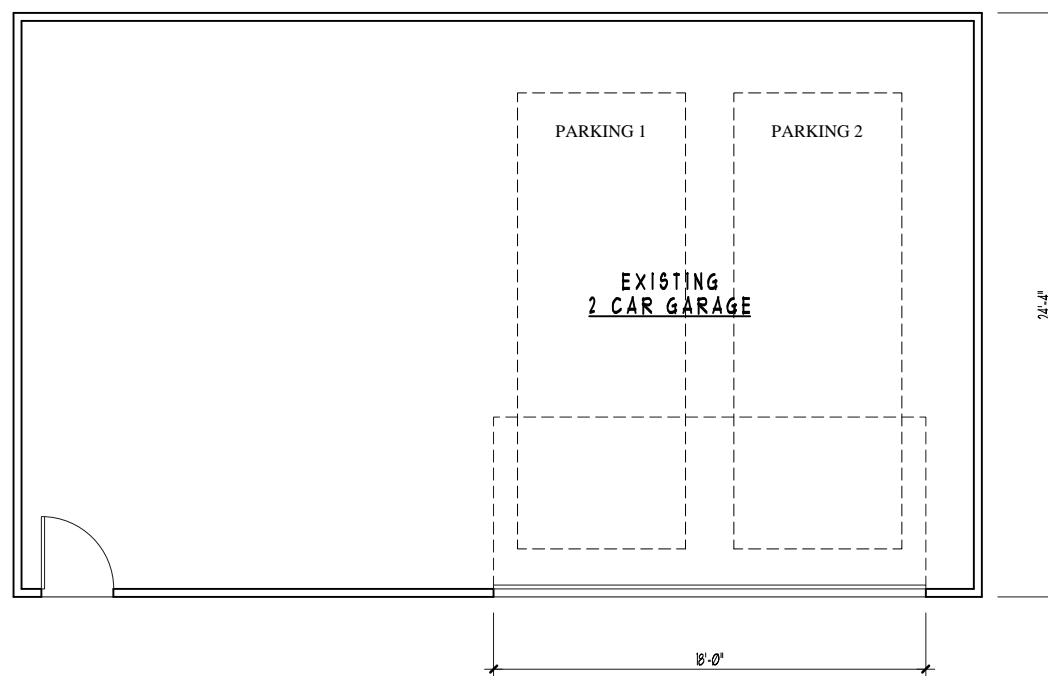 PARKING 1
PARKING 2
EXISTING
2 CAR GARAGE
24'-4"
18'-0"